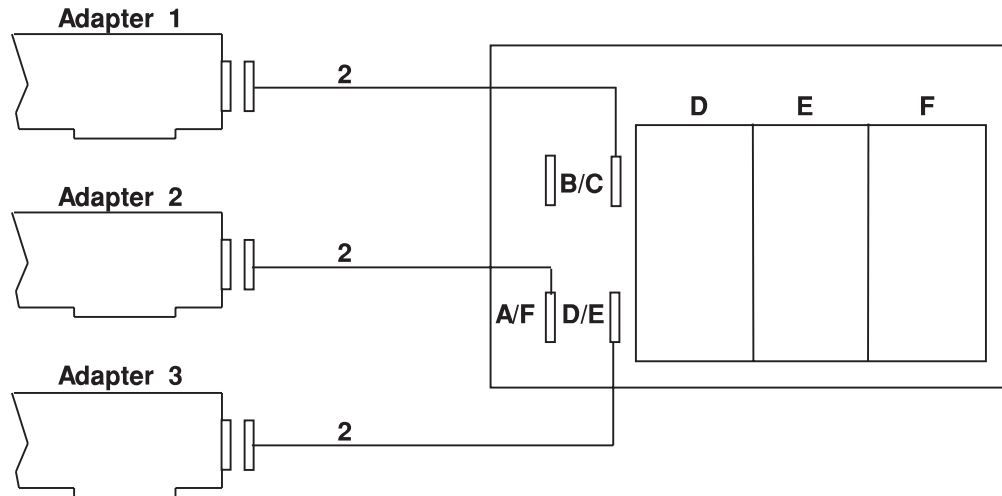 Adapter 1
2
D E F
B/C
Adapter 2
2
A/F D/E
Adapter 3
2